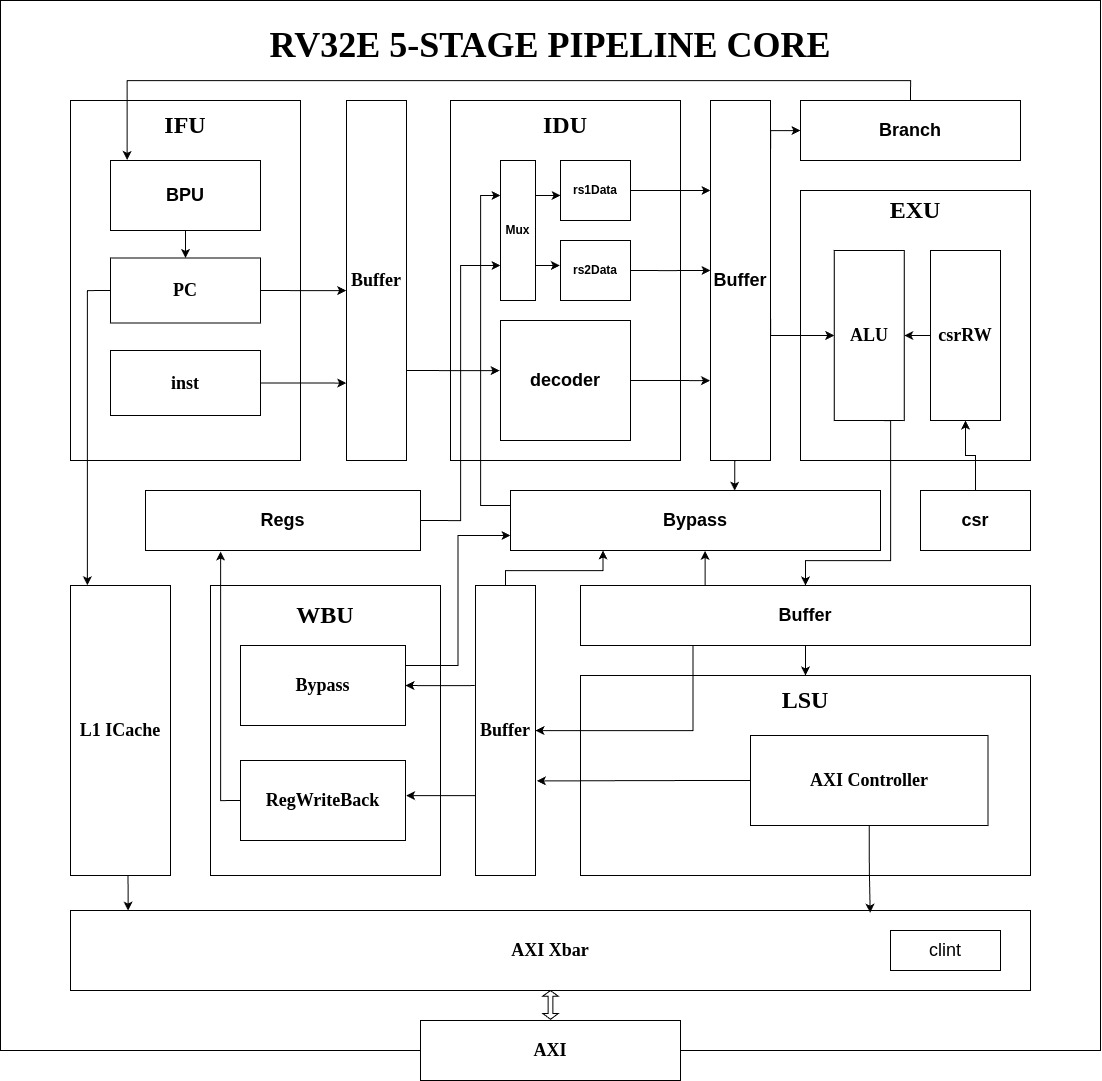 RV32E 5-STAGE PIPELINE CORE
IFU
BPU
PC
inst
Buffer
IDU
Mux
rs1Data
rs2Data
decoder
Buffer
Branch
EXU
ALU
csrRW
Regs
Bypass
csr
L1 ICache
WBU
Bypass
RegWriteBack
Buffer
Buffer
LSU
AXI Controller
AXI Xbar
clint
AXI